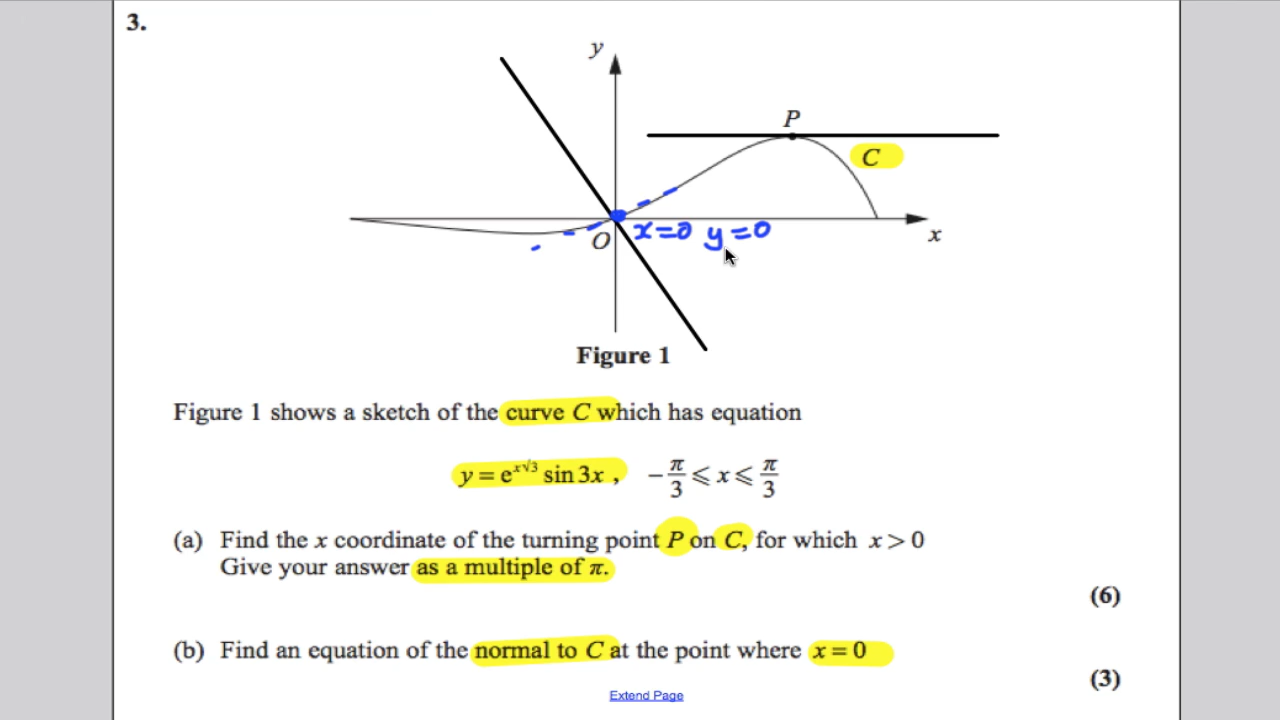 3.
y
P
C
O x=0 y=0
x
Figure 1
Figure 1 shows a sketch of the curve C which has equation
y = e^{x√3} sin 3x , −π/3 ⩽ x ⩽ π/3
(a) Find the x coordinate of the turning point P on C, for which x > 0
Give your answer as a multiple of π.
(6)
(b) Find an equation of the normal to C at the point where x = 0
(3)
Extend Page